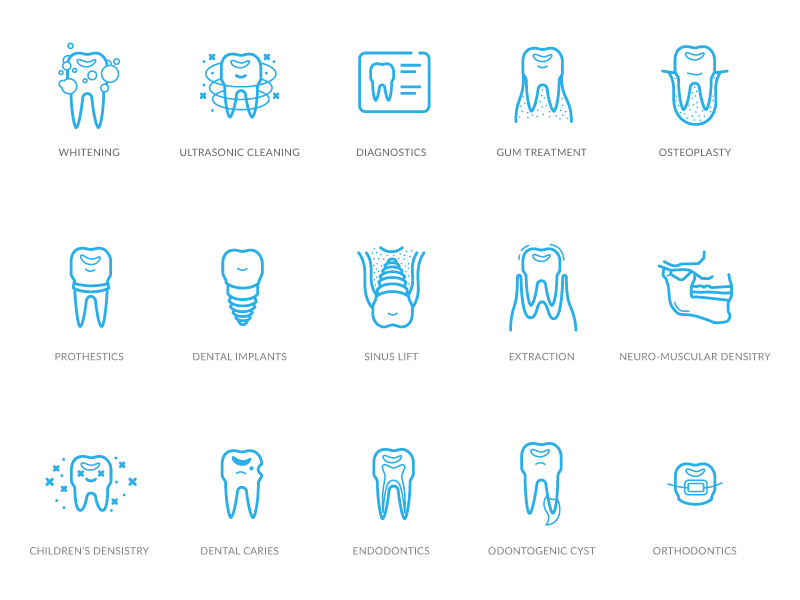 WHITENING
ULTRASONIC CLEANING
DIAGNOSTICS
GUM TREATMENT
OSTEOPLASTY
PROTHESTICS
DENTAL IMPLANTS
SINUS LIFT
EXTRACTION
NEURO-MUSCULAR DENSITRY
CHILDREN'S DENSISTRY
DENTAL CARIES
ENDODONTICS
ODONTOGENIC CYST
ORTHODONTICS